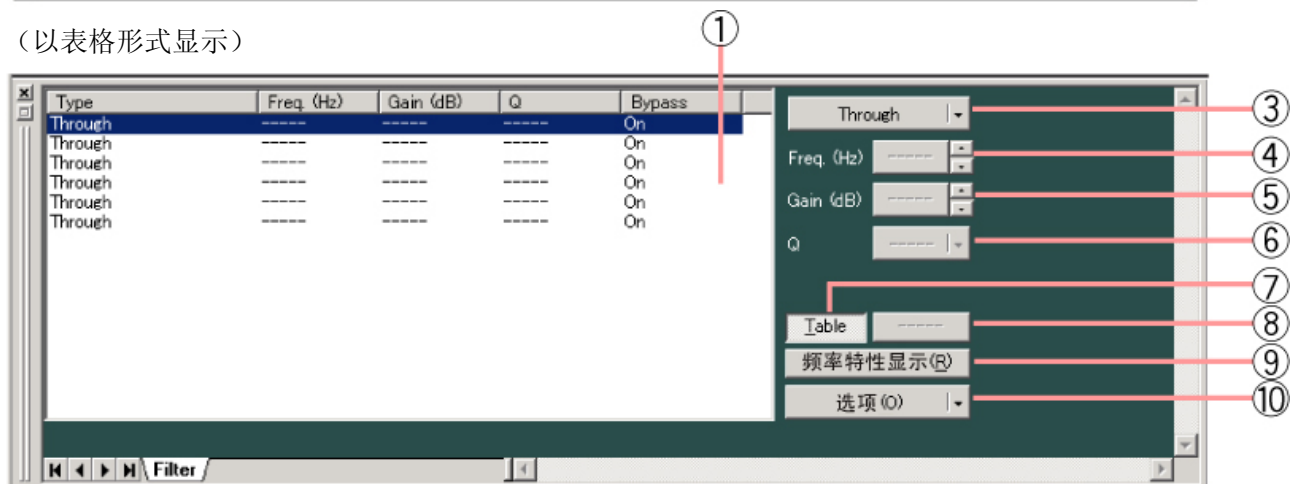 （以表格形式显示）
①
Type Freq. (Hz) Gain (dB) Q Bypass
Through ----- ----- ----- On
Through ----- ----- ----- On
Through ----- ----- ----- On
Through ----- ----- ----- On
Through ----- ----- ----- On
Through ----- ----- ----- On
Through ③
Freq. (Hz) ----- ④
Gain (dB) ----- ⑤
Q ----- ⑥
⑦
Table ----- ⑧
频率特性显示(R) ⑨
选项(O) ⑩
Filter